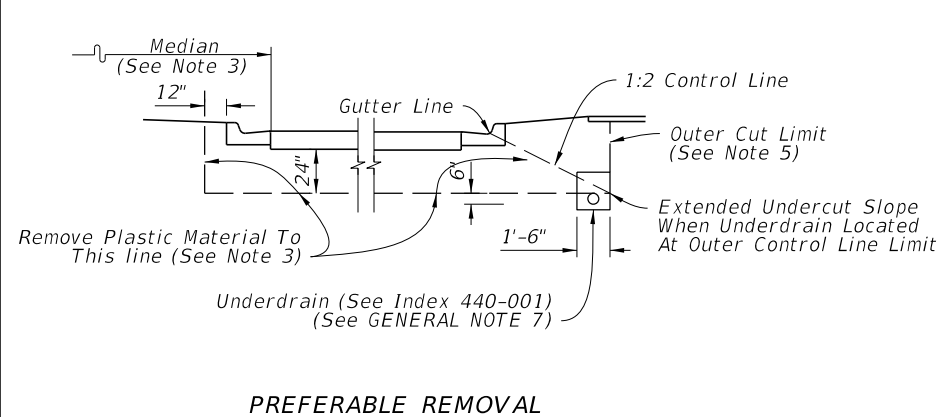 Median
(See Note 3)
12"
Gutter Line
1:2 Control Line
Outer Cut Limit
(See Note 5)
24"
6"
Extended Undercut Slope
When Underdrain Located
At Outer Control Line Limit
Remove Plastic Material To
This line (See Note 3)
1'-6"
Underdrain (See Index 440-001)
(See GENERAL NOTE 7)
PREFERABLE REMOVAL